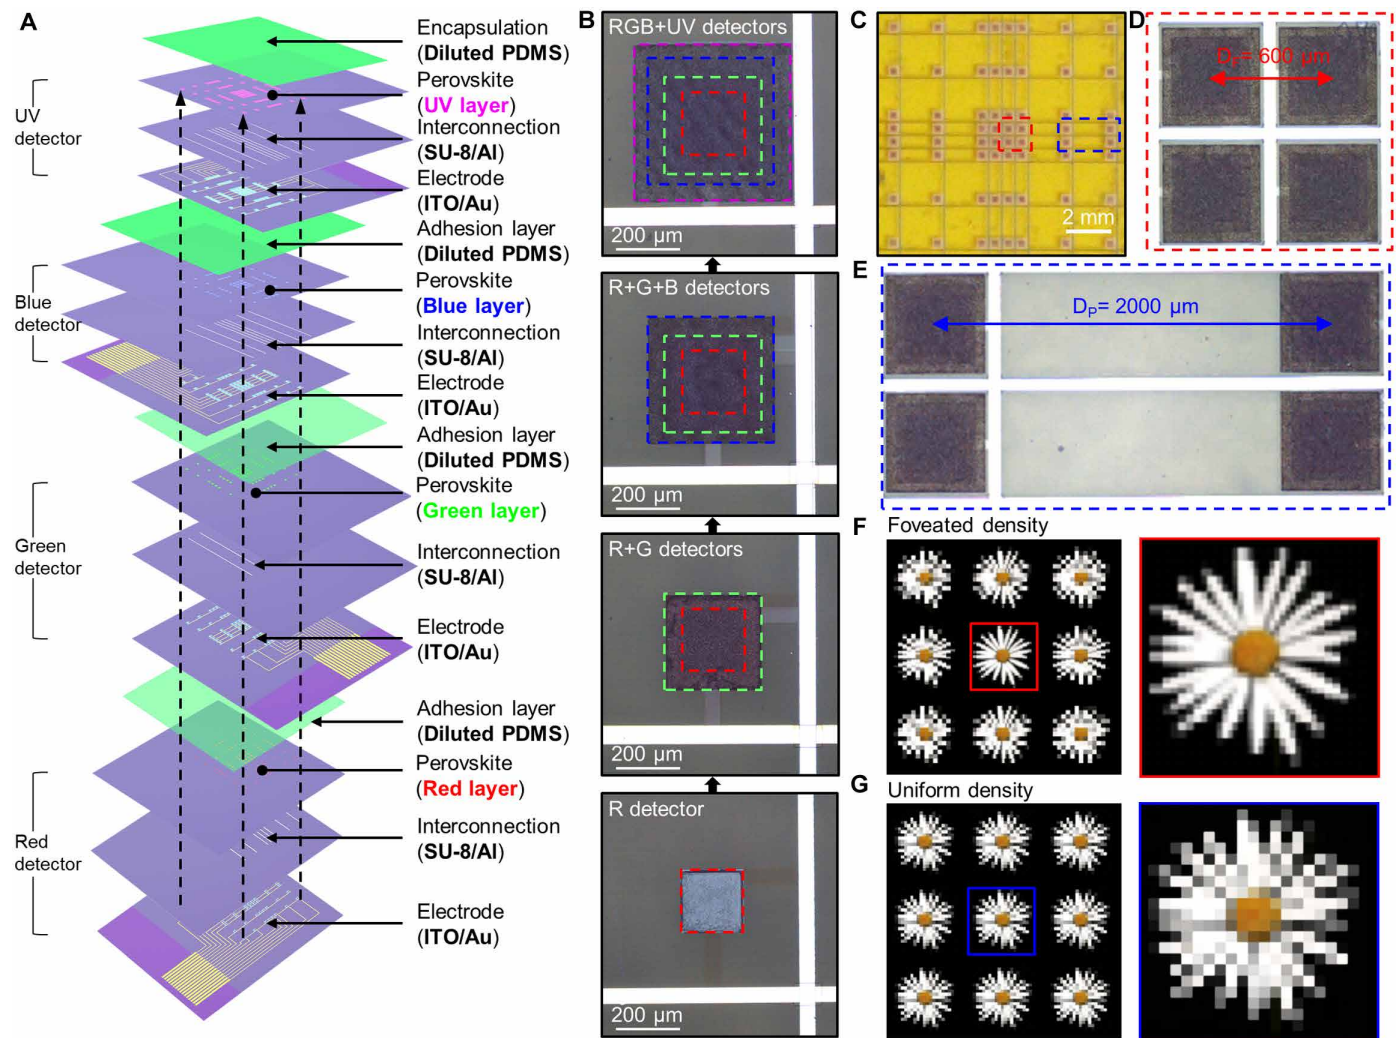 A
Encapsulation
(Diluted PDMS)
Perovskite
(UV layer)
Interconnection
(SU-8/Al)
Electrode
(ITO/Au)
Adhesion layer
(Diluted PDMS)
Perovskite
(Blue layer)
Interconnection
(SU-8/Al)
Electrode
(ITO/Au)
Adhesion layer
(Diluted PDMS)
Perovskite
(Green layer)
Interconnection
(SU-8/Al)
Electrode
(ITO/Au)
Adhesion layer
(Diluted PDMS)
Perovskite
(Red layer)
Interconnection
(SU-8/Al)
Electrode
(ITO/Au)
UV
detector
Blue
detector
Green
detector
Red
detector
B
RGB+UV detectors
200 µm
R+G+B detectors
200 µm
R+G detectors
200 µm
R detector
200 µm
C
2 mm
D
DF= 600 µm
E
DP= 2000 µm
F
Foveated density
G
Uniform density